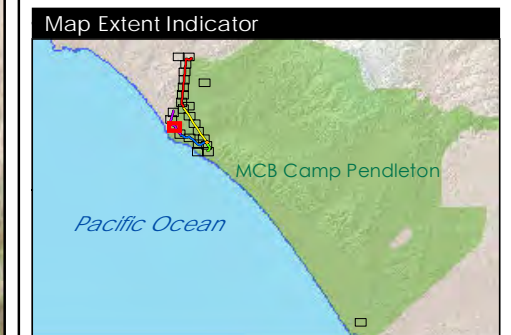 Map Extent Indicator
MCB Camp Pendleton
Pacific Ocean